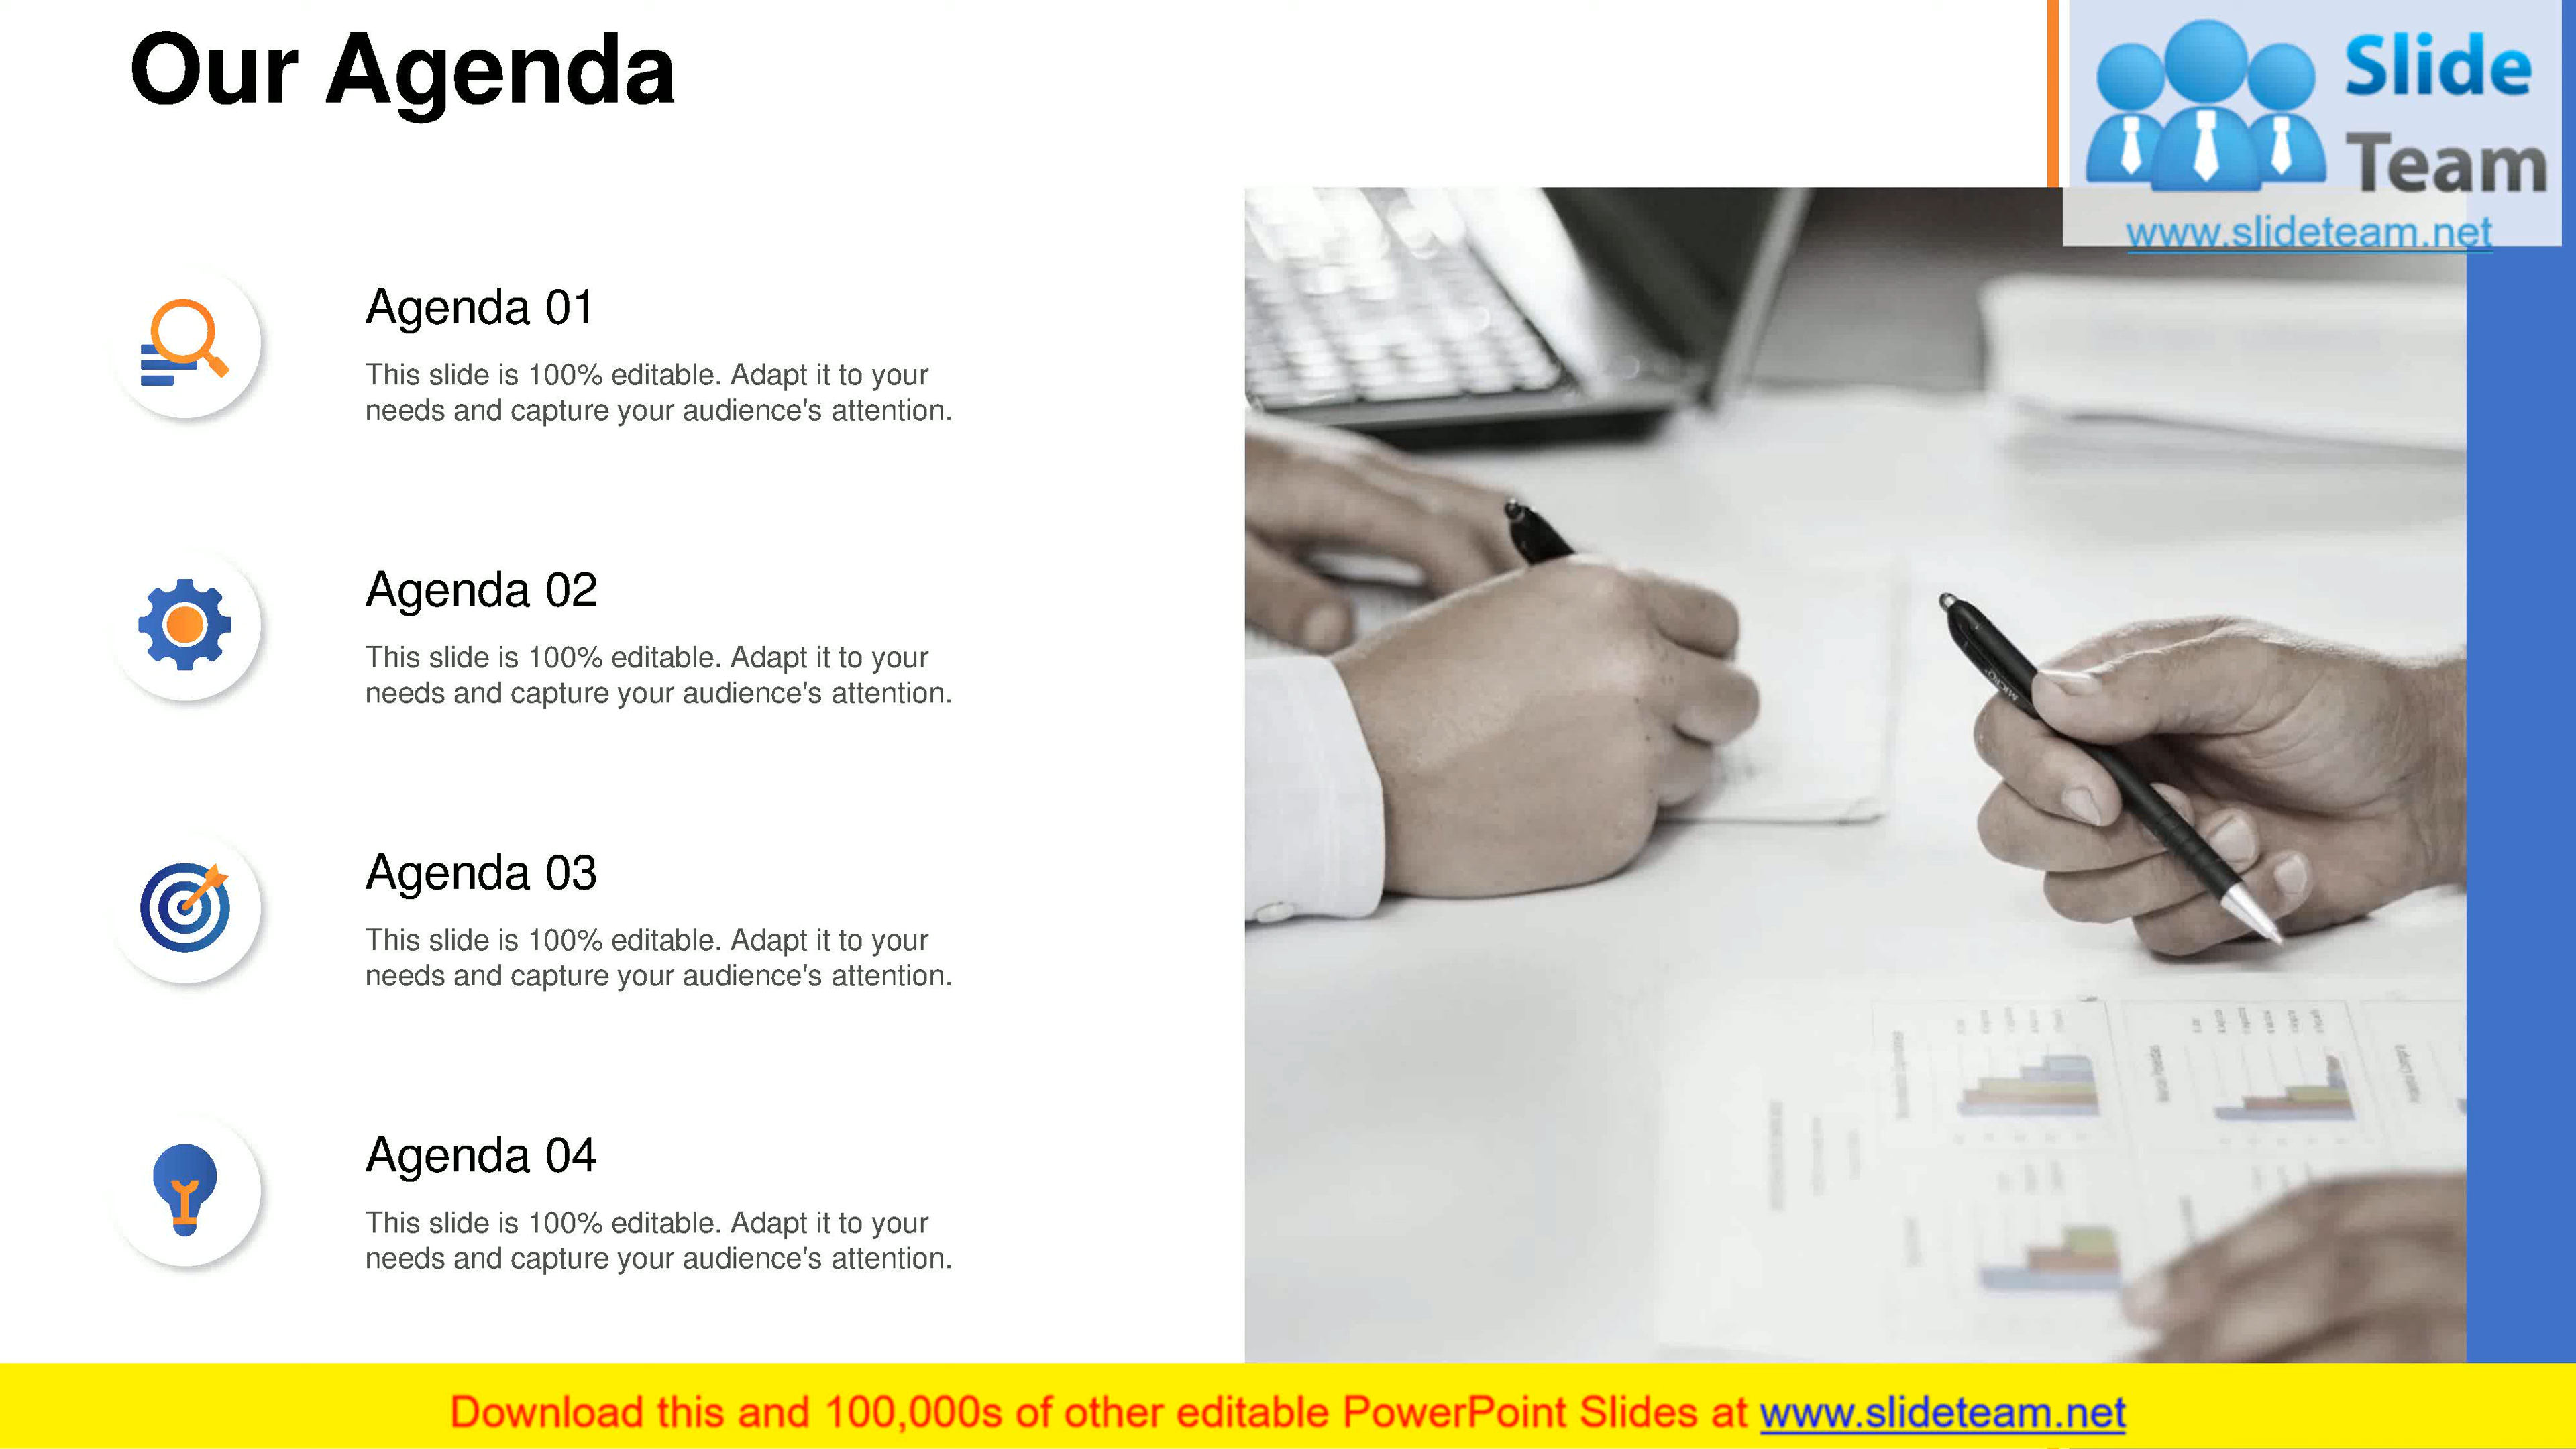 Our Agenda
Slide
Team
www.slideteam.net
Agenda 01
This slide is 100% editable. Adapt it to your
needs and capture your audience's attention.
Agenda 02
This slide is 100% editable. Adapt it to your
needs and capture your audience's attention.
Agenda 03
This slide is 100% editable. Adapt it to your
needs and capture your audience's attention.
Agenda 04
This slide is 100% editable. Adapt it to your
needs and capture your audience's attention.
Download this and 100,000s of other editable PowerPoint Slides at www.slideteam.net